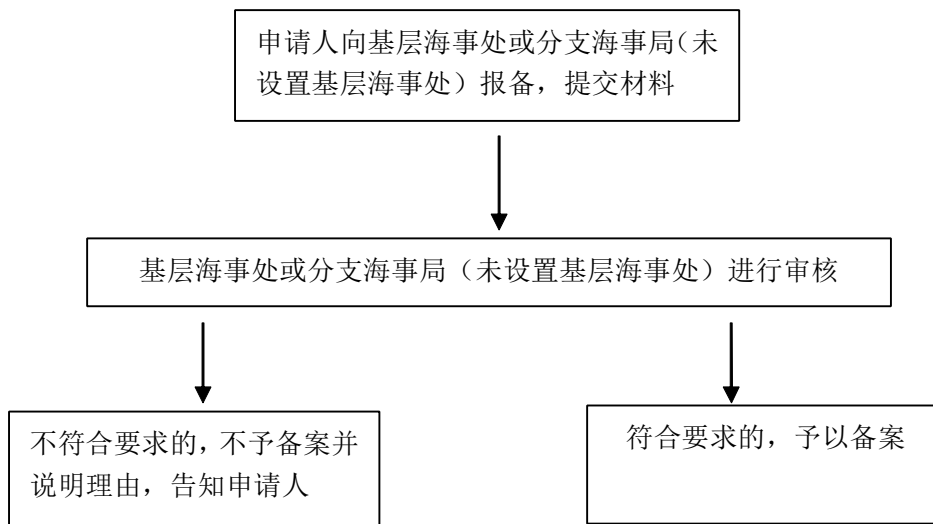 申请人向基层海事处或分支海事局（未
设置基层海事处）报备，提交材料
基层海事处或分支海事局（未设置基层海事处）进行审核
不符合要求的，不予备案并
说明理由，告知申请人
符合要求的，予以备案